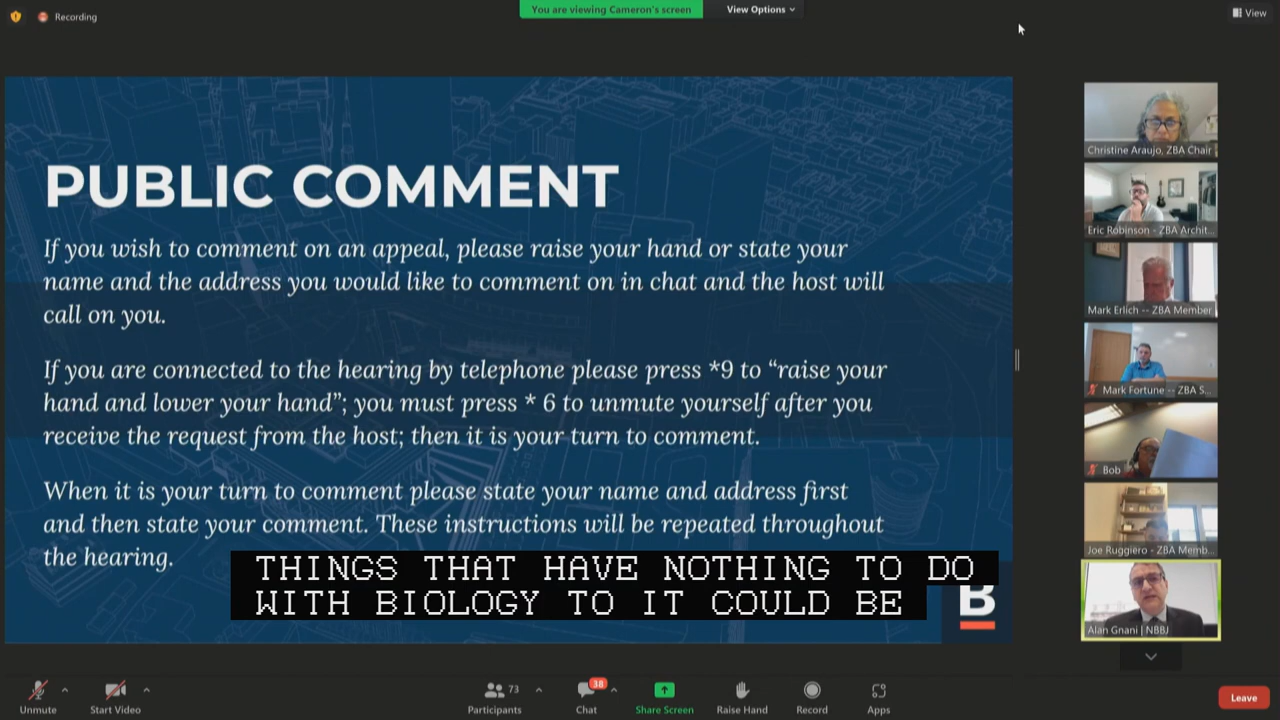 Recording
You are viewing Cameron's screen
View Options
View
PUBLIC COMMENT
If you wish to comment on an appeal, please raise your hand or state your
name and the address you would like to comment on in chat and the host will
call on you.
If you are connected to the hearing by telephone please press *9 to “raise your
hand and lower your hand”; you must press * 6 to unmute yourself after you
receive the request from the host; then it is your turn to comment.
When it is your turn to comment please state your name and address first
and then state your comment. These instructions will be repeated throughout
the hearing.
THINGS THAT HAVE NOTHING TO DO
WITH BIOLOGY TO IT COULD BE
B
Christine Araujo, ZBA Chair
Eric Robinson - ZBA Archit...
Mark Erlich -- ZBA Member
Mark Fortune -- ZBA S...
Bob
Joe Ruggiero - ZBA Memb...
Alan Gnani | NBBJ
Unmute
Start Video
73
Participants
38
Chat
Share Screen
Raise Hand
Record
Apps
Leave